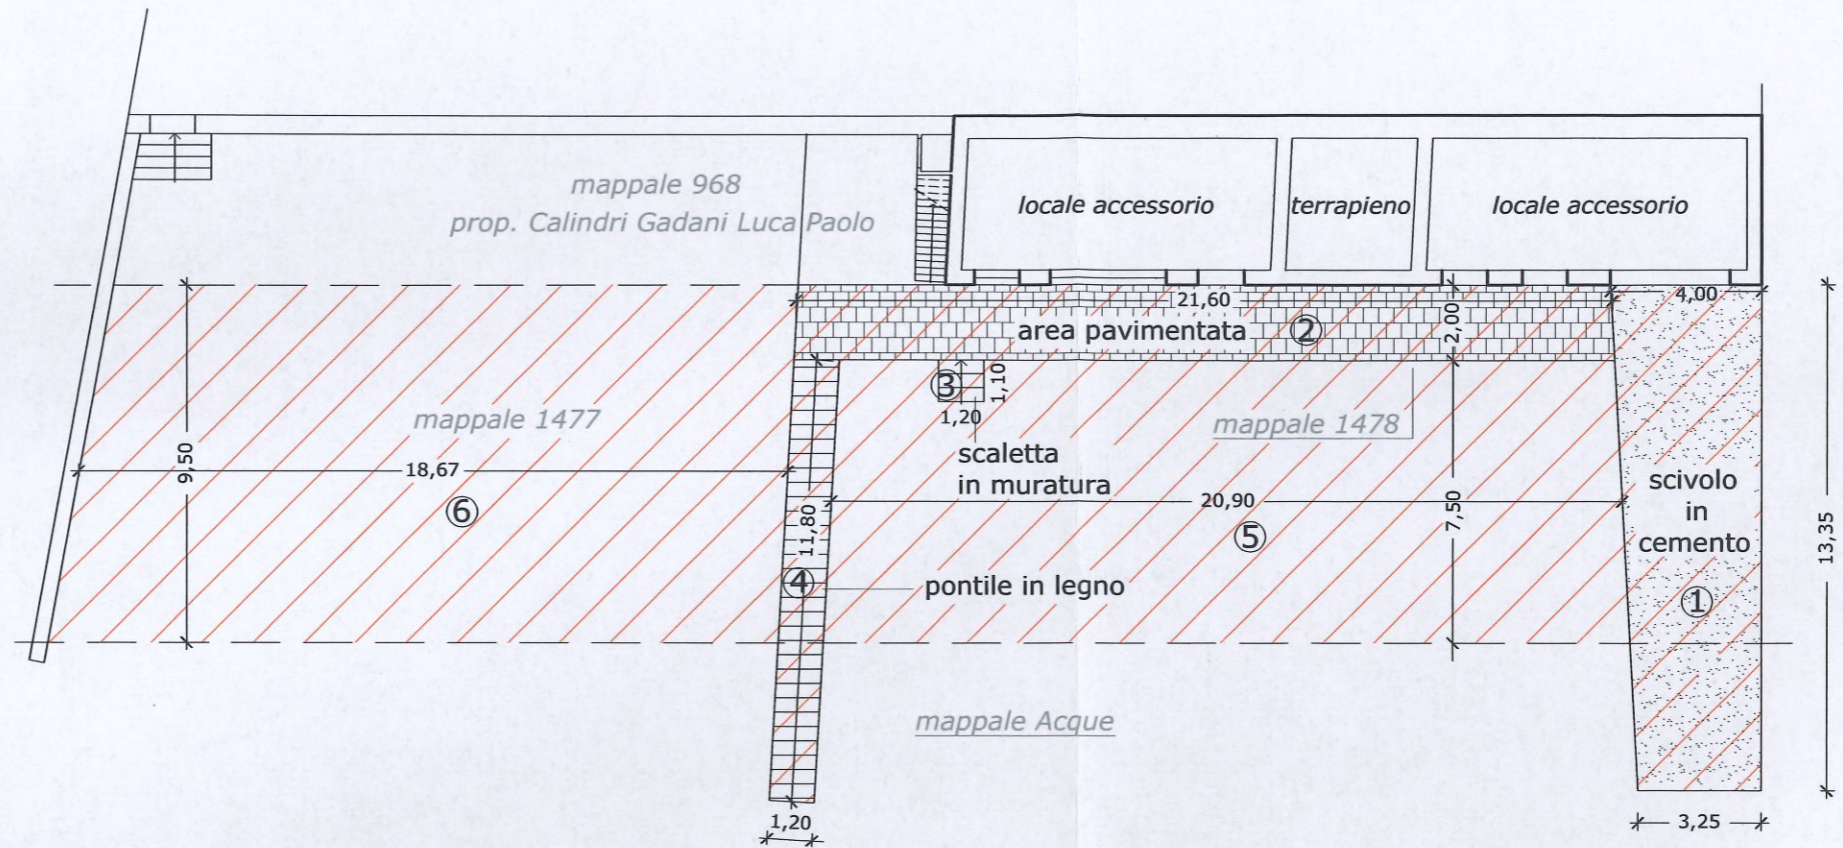 mappale 968
prop. Calindri Gadani Luca Paolo
locale accessorio
terrapieno
locale accessorio
21,60
4,00
area pavimentata ②
2,00
③
1,10
1,20
mappale 1477
mappale 1478
9,50
18,67
⑥
scaletta
in muratura
20,90
7,50
⑤
scivolo
in
cemento
①
13,35
11,80
④
pontile in legno
mappale Acque
1,20
3,25